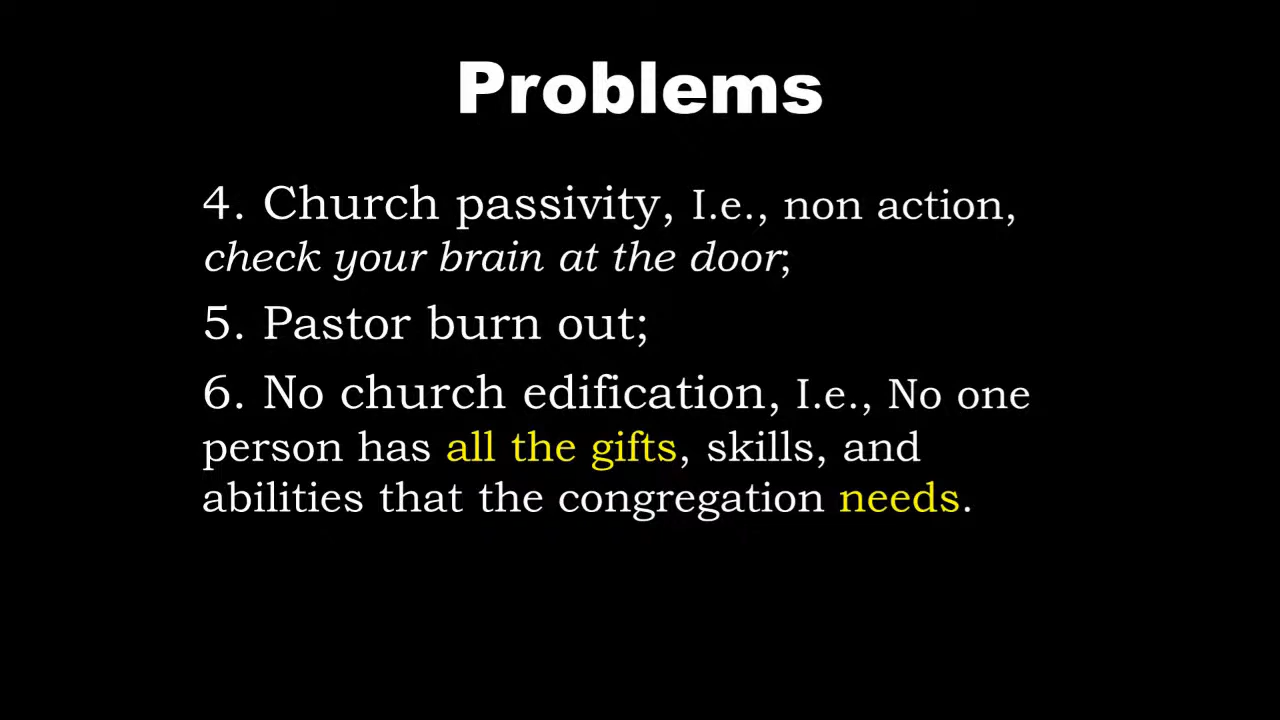 Problems
4. Church passivity, I.e., non action,
check your brain at the door;
5. Pastor burn out;
6. No church edification, I.e., No one
person has all the gifts, skills, and
abilities that the congregation needs.